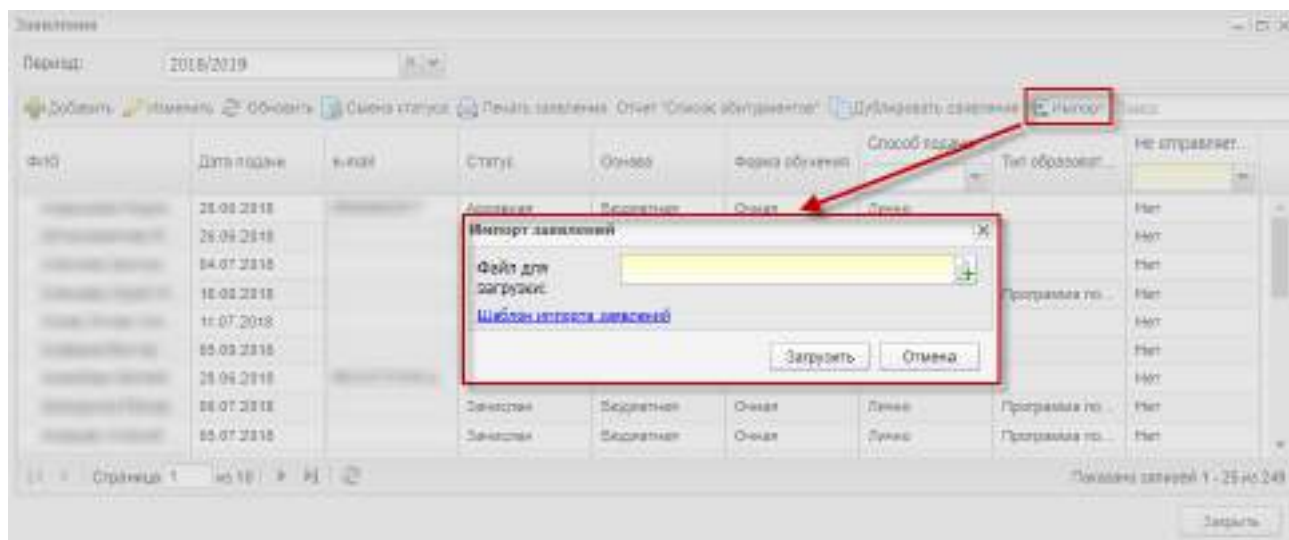 Заявления
Период: 2018/2019
Добавить Изменить Обновить Смена статуса Печать заявления Отчет "Список абитуриентов" Дублировать заявление Импорт
ФИО Дата подачи e-mail Статус Основа Форма обучения Способ подачи Тип образоват... Не отправляет...
28.08.2018 Бюджетная Очная Лично Нет
26.06.2018 Нет
04.07.2018 Нет
2018 Программа по... Нет
11.07.2018 Нет
2018 Нет
28.06.2018 Нет
06.07.2018 Зачислен Бюджетная Очная Лично Программа по... Нет
05.07.2018 Зачислен Бюджетная Очная Лично Программа по... Нет
Импорт заявлений
Файл для
загрузки:
Шаблон импорта заявлений
Загрузить Отмена
Страница 1 из 10 Показано записей 1 - 25 из 249
Закрыть